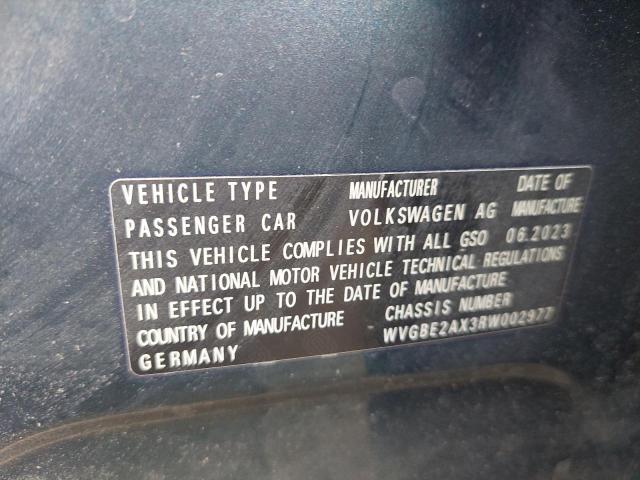 VEHICLE TYPE MANUFACTURER DATE OF
PASSENGER CAR VOLKSWAGEN AG MANUFACTURE
THIS VEHICLE COMPLIES WITH ALL GSO 06.2023
AND NATIONAL MOTOR VEHICLE TECHNICAL REGULATIONS
IN EFFECT UP TO THE DATE OF MANUFACTURE
COUNTRY OF MANUFACTURE CHASSIS NUMBER
GERMANY WVGBE2AX3RW002977